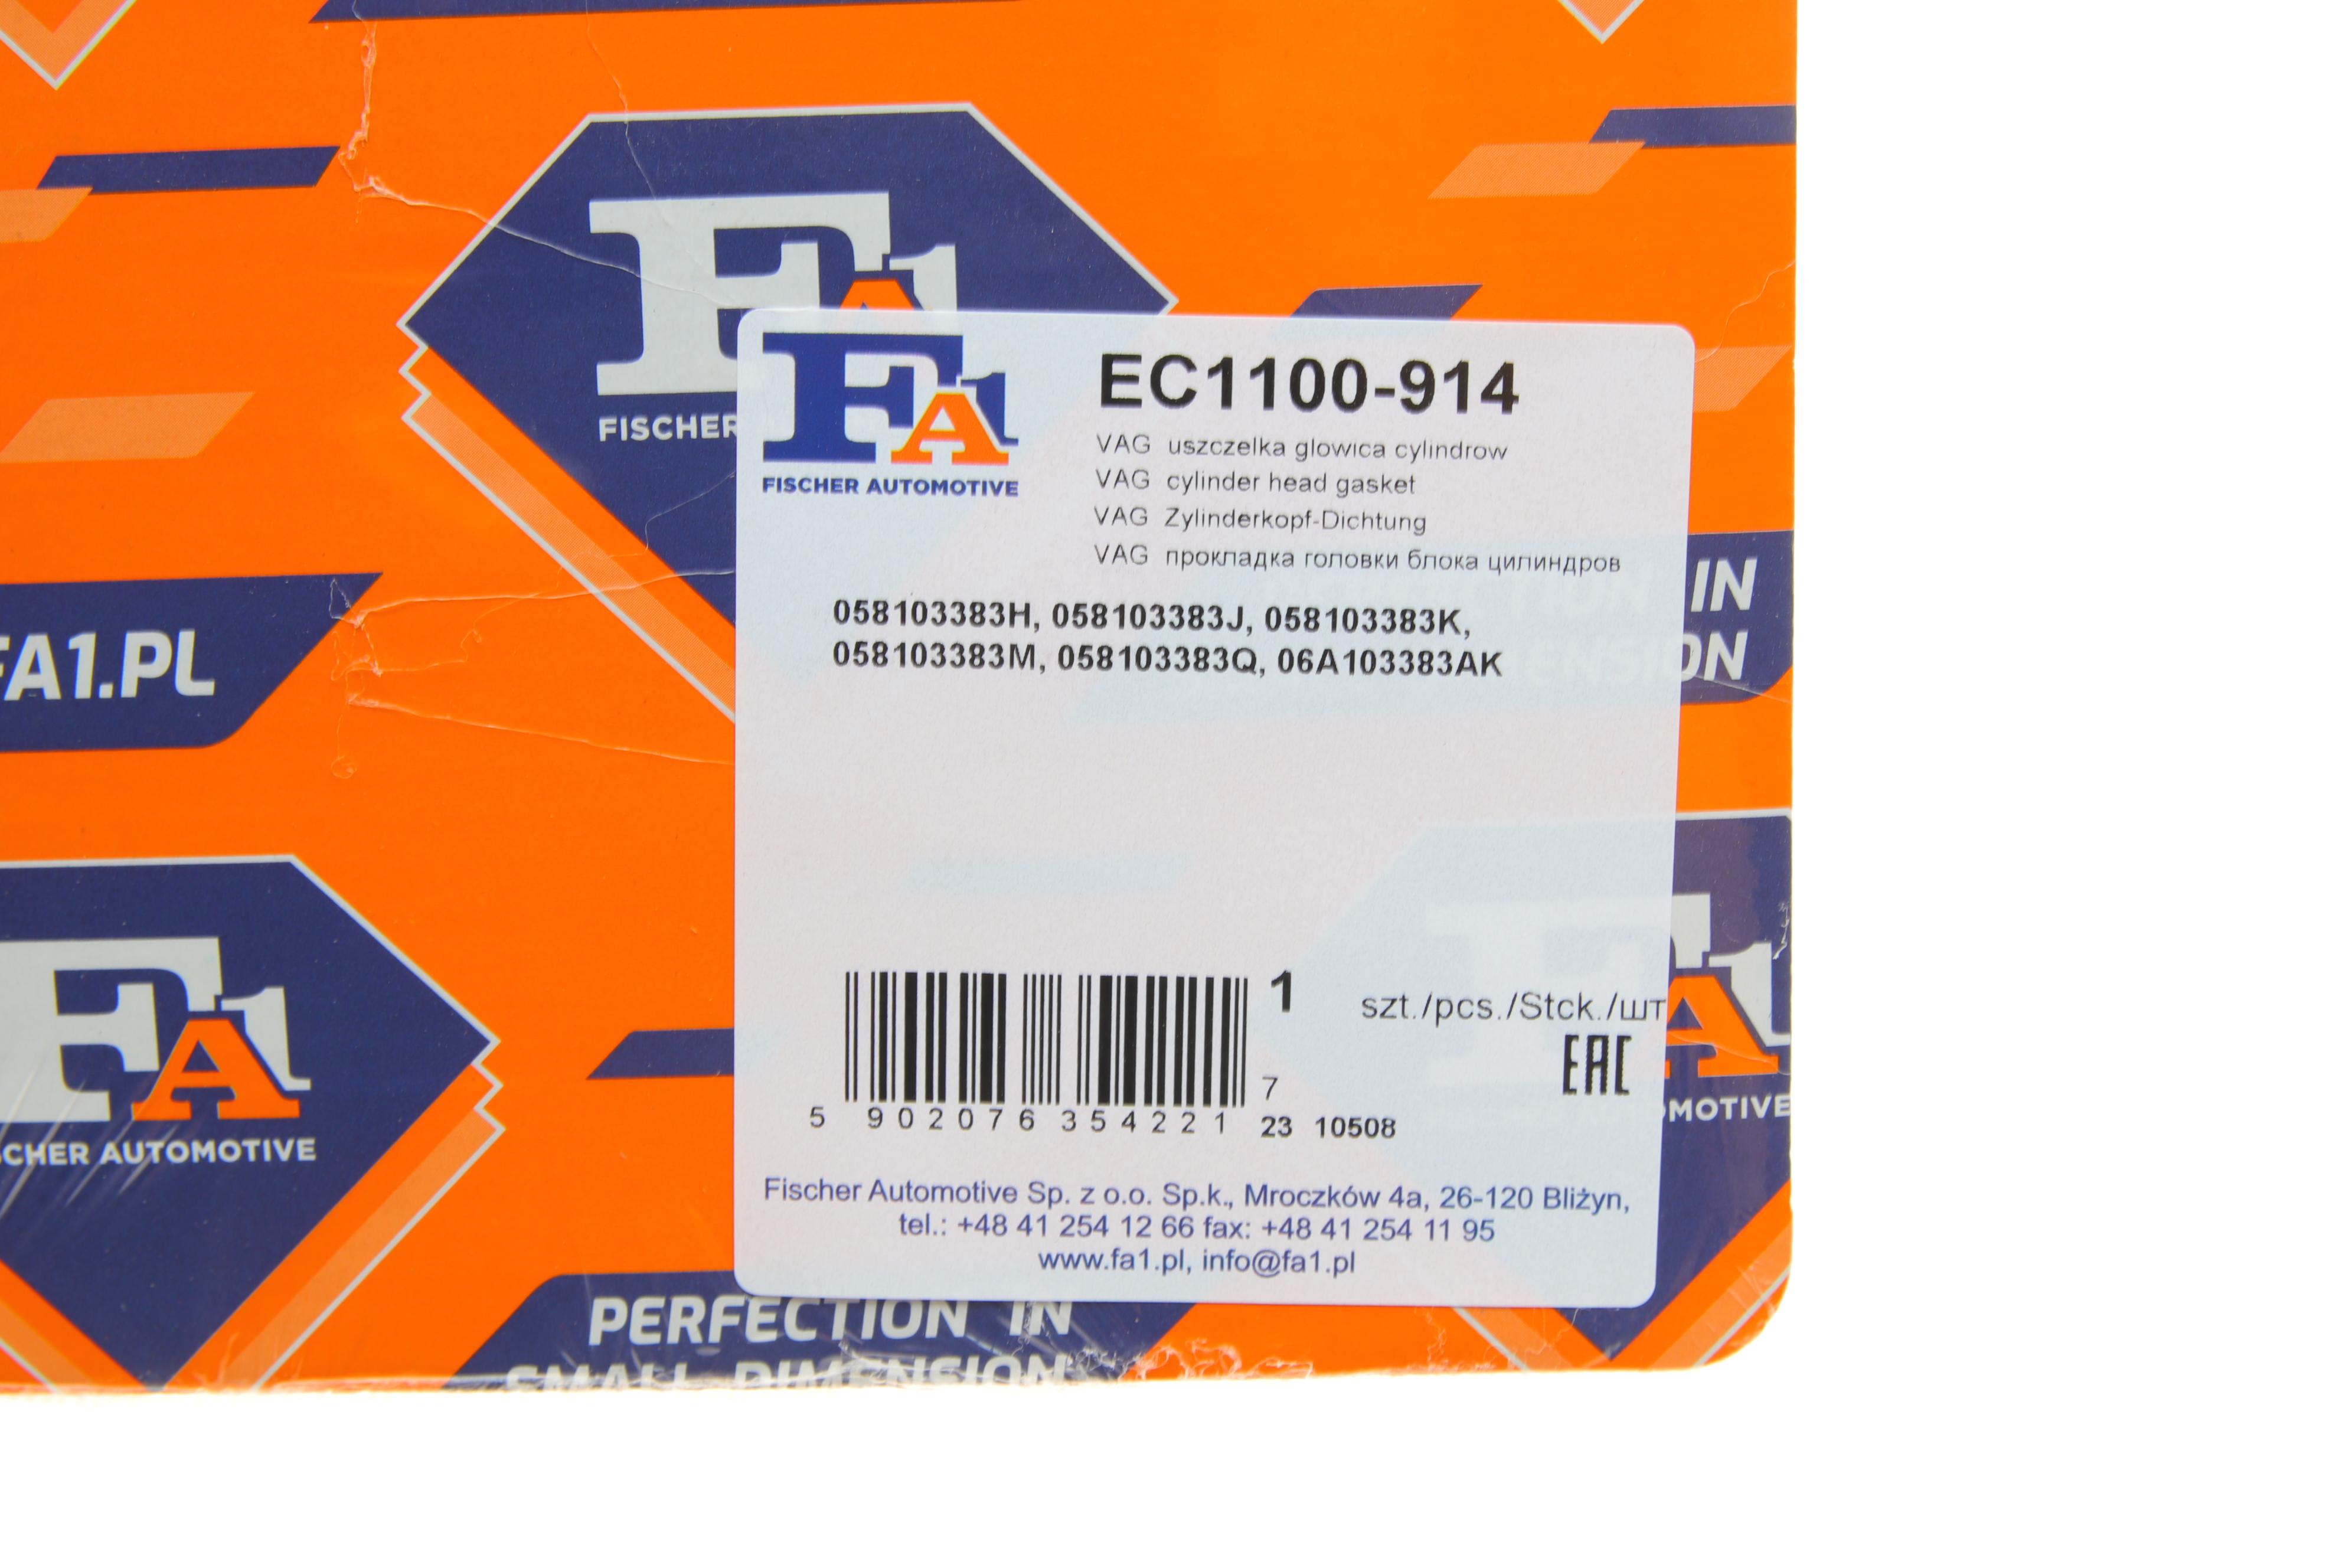 FA1
FISCHER
FA1
FISCHER AUTOMOTIVE
EC1100-914
VAG uszczelka glowica cylindrow
VAG cylinder head gasket
VAG Zylinderkopf-Dichtung
VAG прокладка головки блока цилиндров
058103383H, 058103383J, 058103383K,
058103383M, 058103383Q, 06A103383AK
IN
FA1.PL
1 szt./pcs./Stck./шт
EAC
7
5 902076 354221 23 10508
Fischer Automotive Sp. z o.o. Sp.k., Mroczków 4a, 26-120 Bliżyn,
tel.: +48 41 254 12 66 fax: +48 41 254 11 95
www.fa1.pl, info@fa1.pl
FA1
AUTOMOTIVE
PERFECTION IN
SMALL DIMENSION